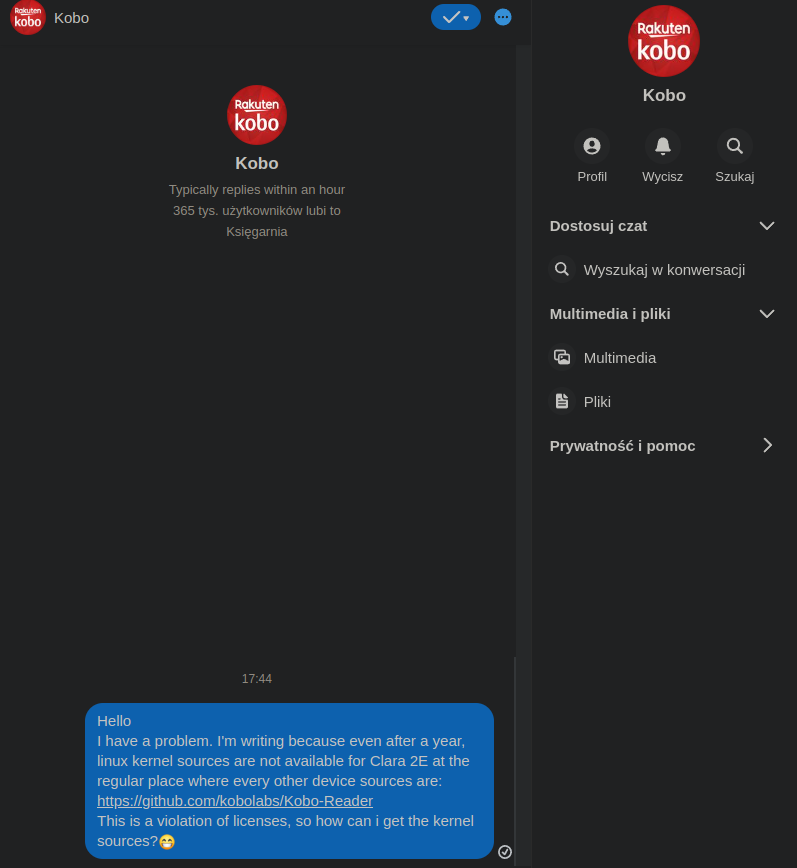 Rakuten
kobo
Kobo
Rakuten
kobo
Kobo
Typically replies within an hour
365 tys. użytkowników lubi to
Księgarnia
17:44
Hello
I have a problem. I'm writing because even after a year,
linux kernel sources are not available for Clara 2E at the
regular place where every other device sources are:
https://github.com/kobolabs/Kobo-Reader
This is a violation of licenses, so how can i get the kernel
sources?😁
Rakuten
kobo
Kobo
Profil
Wycisz
Szukaj
Dostosuj czat
Wyszukaj w konwersacji
Multimedia i pliki
Multimedia
Pliki
Prywatność i pomoc